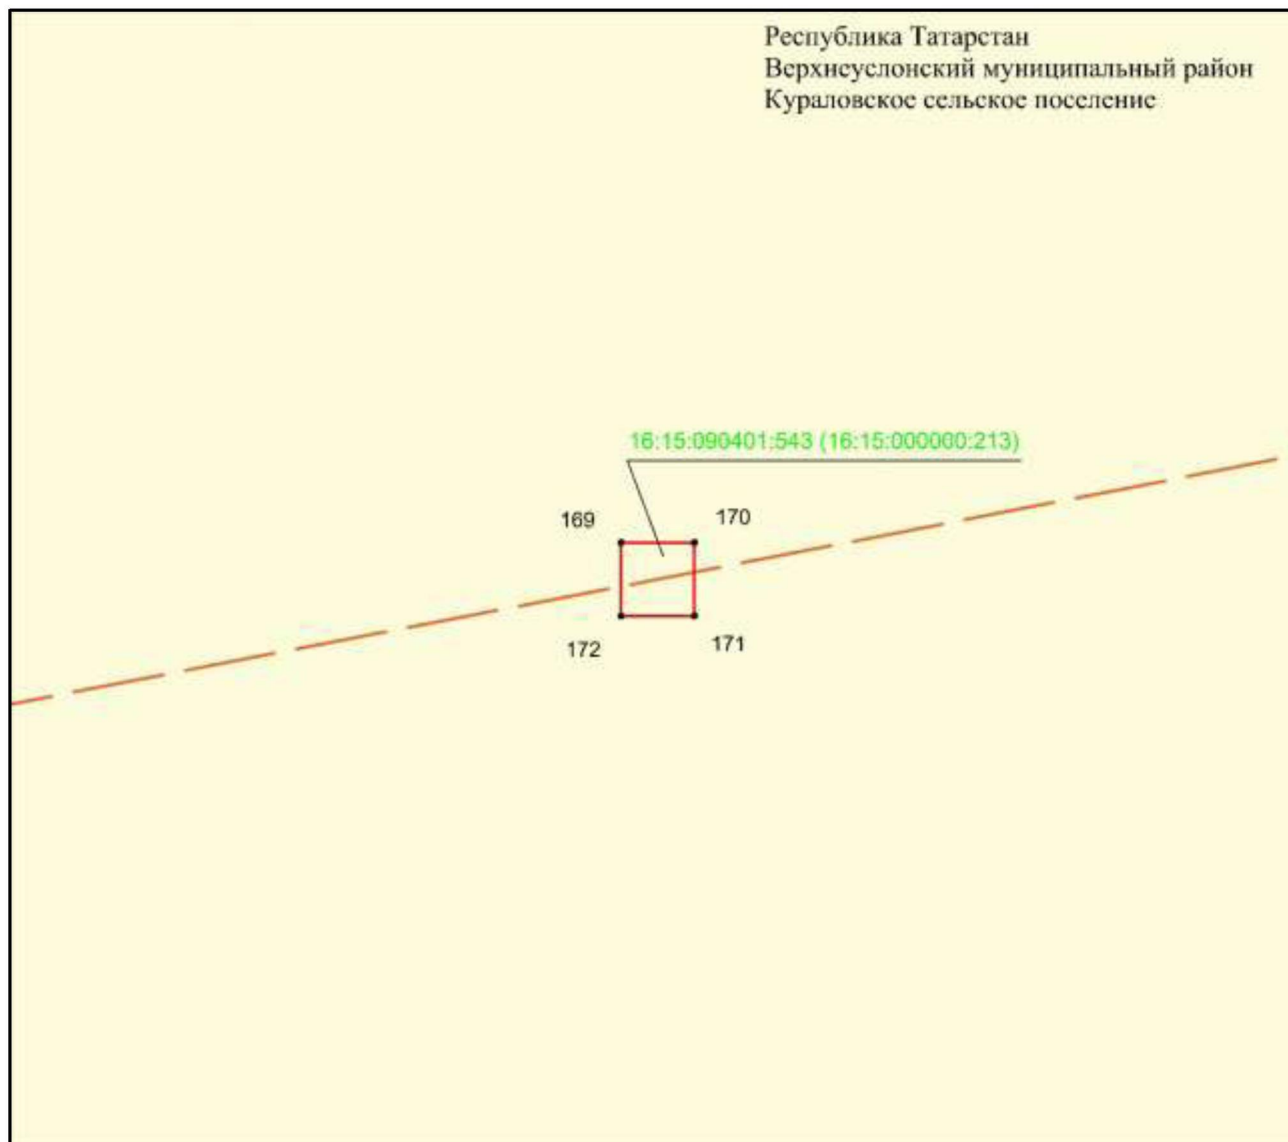 Республика Татарстан
Верхнеуслонский муниципальный район
Кураловское сельское поселение
16:15:090401:543 (16:15:000000:213)
169
170
172
171